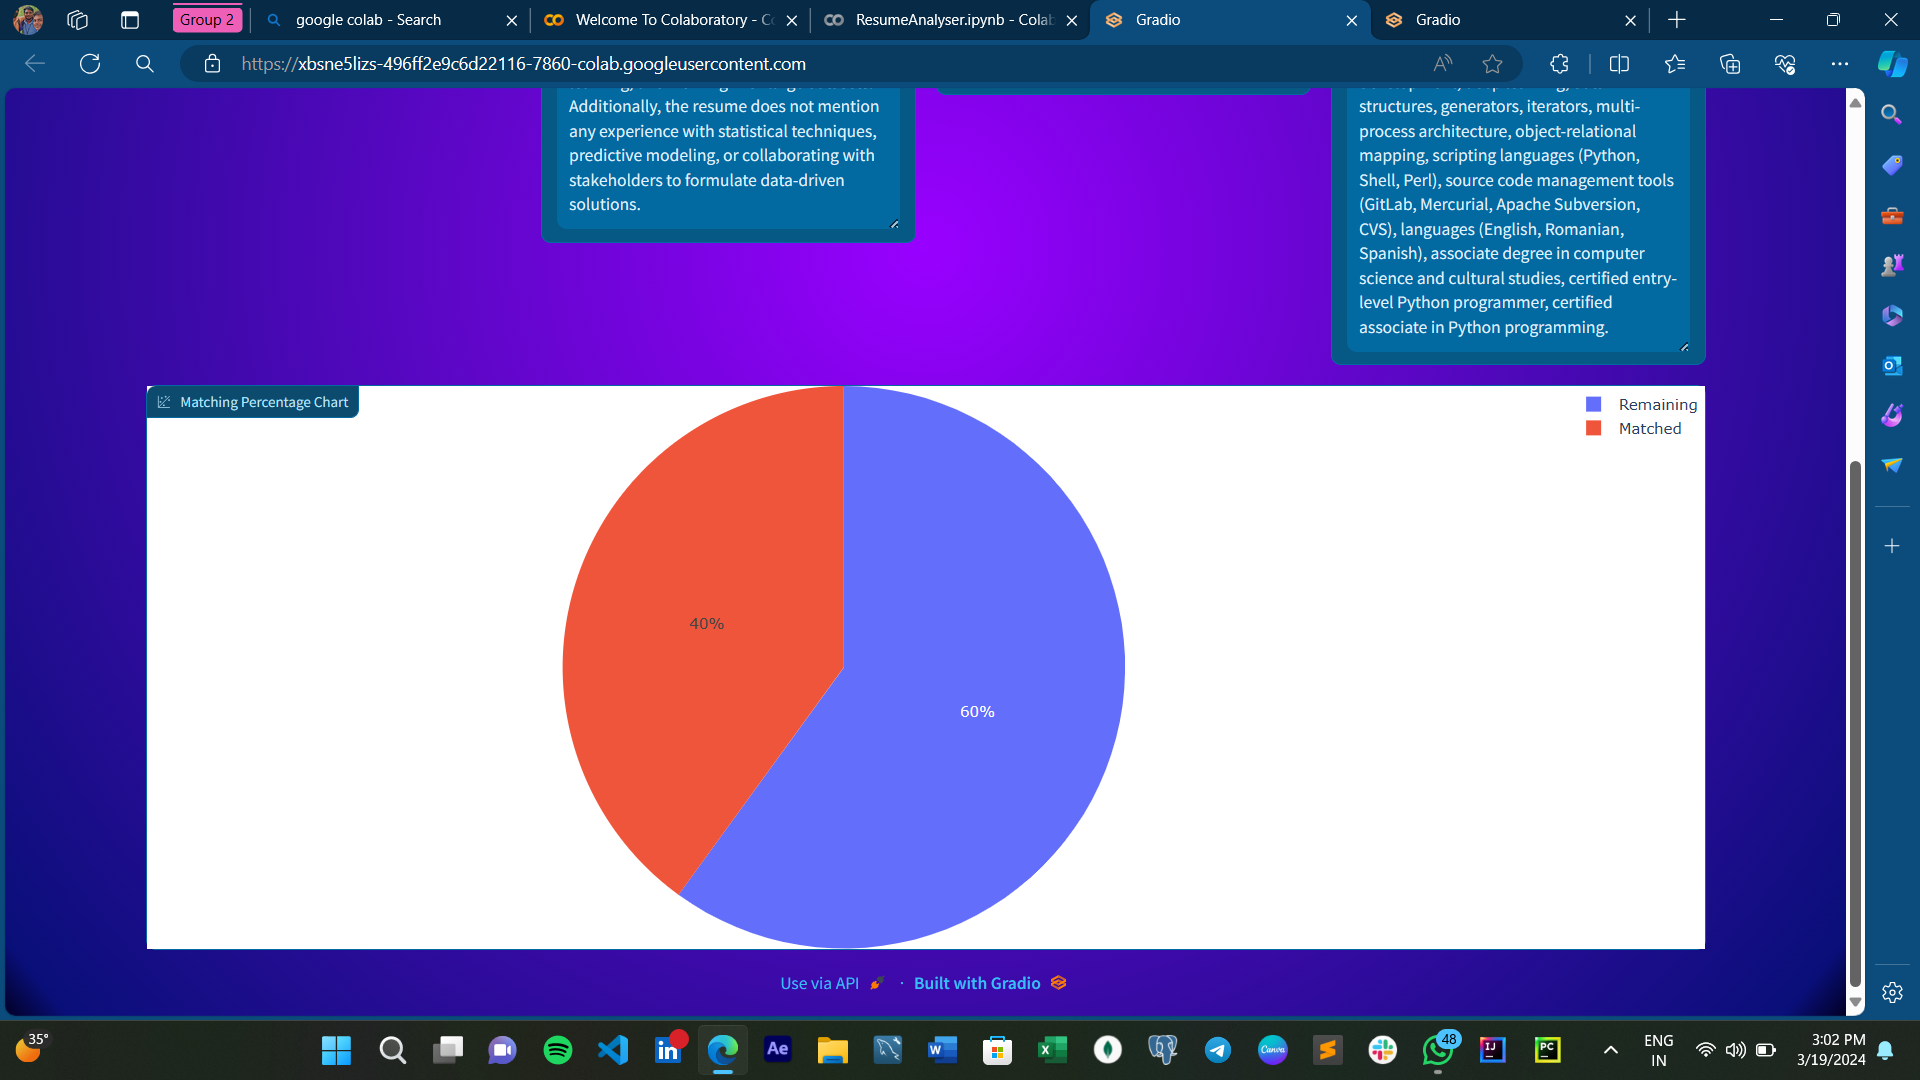 Group 2
google colab - Search
Welcome To Colaboratory - Co
ResumeAnalyser.ipynb - Colab
Gradio
Gradio
https://xbsne5lizs-496ff2e9c6d22116-7860-colab.googleusercontent.com
Additionally, the resume does not mention
any experience with statistical techniques,
predictive modeling, or collaborating with
stakeholders to formulate data-driven
solutions.
structures, generators, iterators, multi-
process architecture, object-relational
mapping, scripting languages (Python,
Shell, Perl), source code management tools
(GitLab, Mercurial, Apache Subversion,
CVS), languages (English, Romanian,
Spanish), associate degree in computer
science and cultural studies, certified entry-
level Python programmer, certified
associate in Python programming.
Matching Percentage Chart
Remaining
Matched
40%
60%
Use via API · Built with Gradio
35°
Ae
Canva
48
IJ
PC
ENG
IN
3:02 PM
3/19/2024